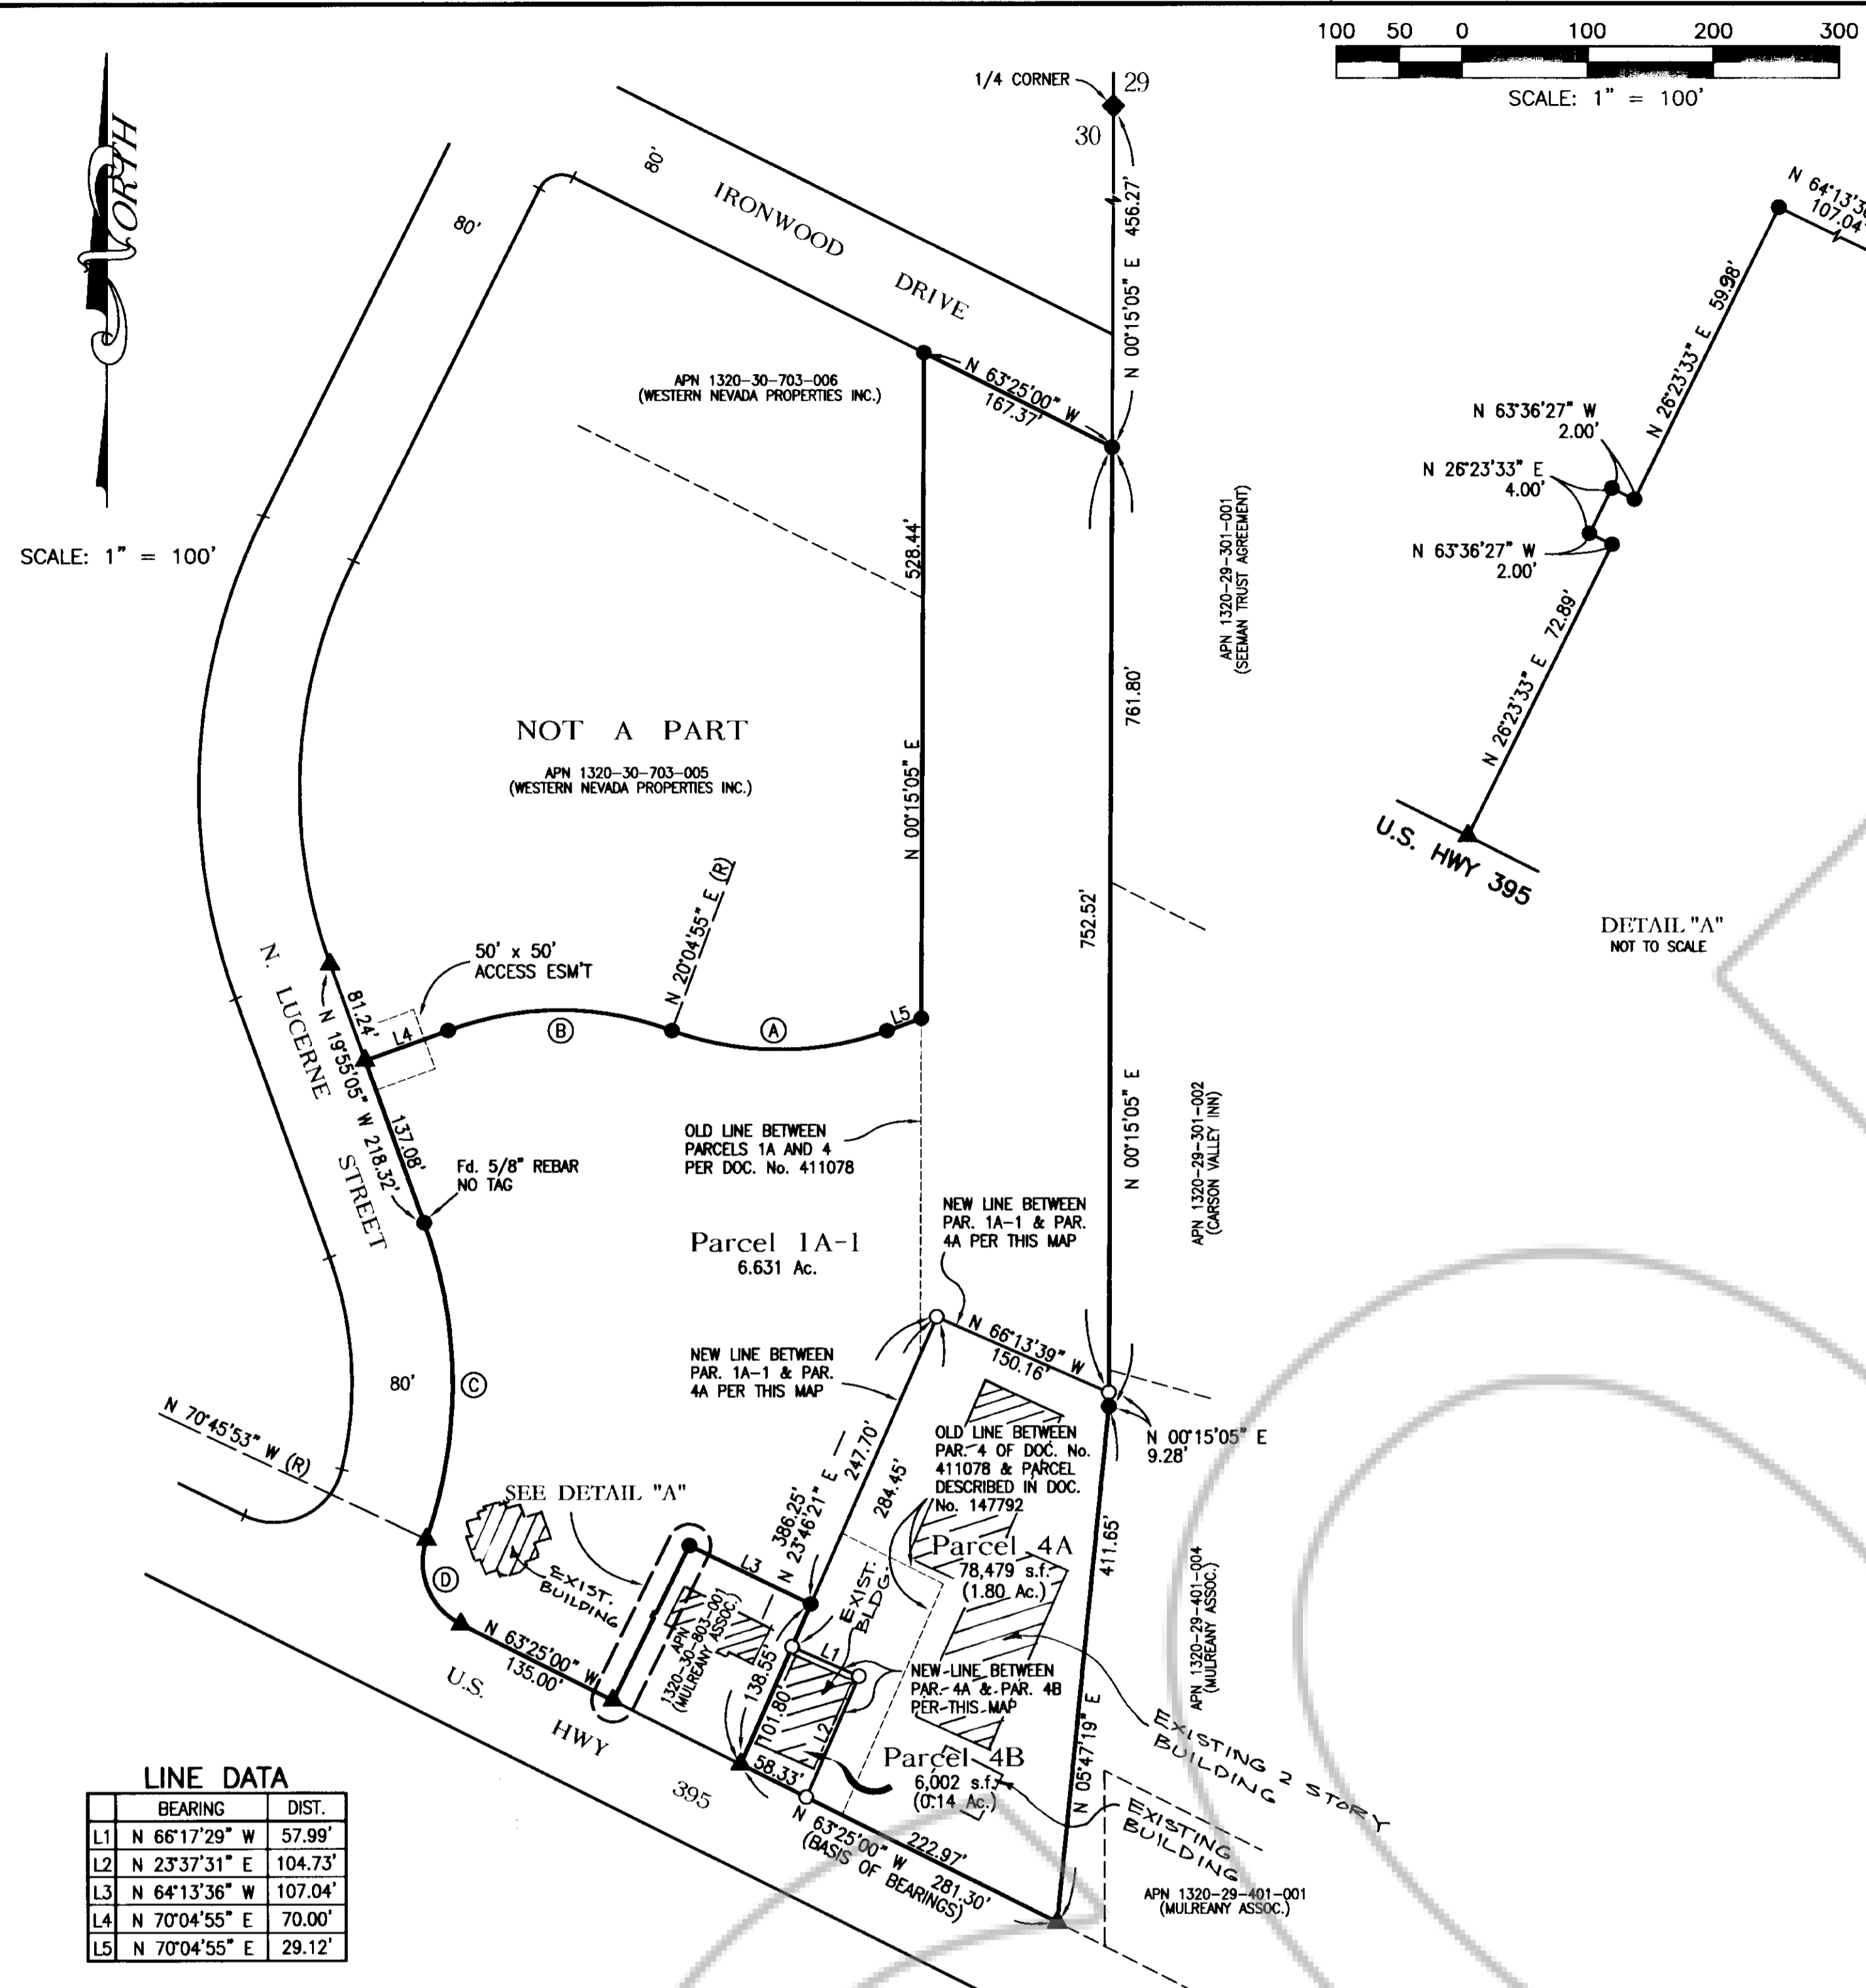 100 50 0 100 200 300
SCALE: 1" = 100'
NORTH
SCALE: 1" = 100'
1/4 CORNER
29
30
N 00°15'05" E 456.27'
80'
IRONWOOD DRIVE
80'
APN 1320-30-703-006
(WESTERN NEVADA PROPERTIES INC.)
N 63°25'00" W
167.37'
528.44'
N 00°15'05" E
761.80'
752.52'
N 00°15'05" E
APN 1320-29-301-001
(SEEMAN TRUST AGREEMENT)
NOT A PART
APN 1320-30-703-005
(WESTERN NEVADA PROPERTIES INC.)
N 64°13'36
107.04'
N 26°23'33" E 59.98'
N 63°36'27" W
2.00'
N 26°23'33" E
4.00'
N 63°36'27" W
2.00'
N 26°23'33" E 72.89'
U.S. HWY 395
DETAIL "A"
NOT TO SCALE
N 20°04'55" E (R)
50' x 50'
ACCESS ESM'T
N. LUCERNE STREET
81.24'
N 19°55'05" W 218.32'
137.08'
L4
B
A
L5
Fd. 5/8" REBAR
NO TAG
OLD LINE BETWEEN
PARCELS 1A AND 4
PER DOC. No. 411078
APN 1320-29-301-002
(CARSON VALLEY INN)
NEW LINE BETWEEN
PAR. 1A-1 & PAR.
4A PER THIS MAP
Parcel 1A-1
6.631 Ac.
N 66°13'39" W
150.16'
NEW LINE BETWEEN
PAR. 1A-1 & PAR.
4A PER THIS MAP
80'
C
N 70°45'53" W (R)
N 00°15'05" E
9.28'
247.70'
386.25'
N 23°46'21" E
284.45'
OLD LINE BETWEEN
PAR. 4 OF DOC. No.
411078 & PARCEL
DESCRIBED IN DOC.
No. 147792
SEE DETAIL "A"
Parcel 4A
78,479 s.f.
(1.80 Ac.)
411.65'
N 05°47'19" E
APN 1320-29-401-004
(MULREANY ASSOC.)
D
EXIST.
BUILDING
L3
APN
1320-30-803-001
(MULREANY ASSOC.)
EXIST.
BLDG.
L1
138.55'
101.80'
L2
NEW LINE BETWEEN
PAR. 4A & PAR. 4B
PER THIS MAP
N 63°25'00" W
135.00'
U.S. HWY 395
58.33'
Parcel 4B
6,002 s.f.
(0.14 Ac.)
EXISTING 2 STORY
BUILDING
EXISTING
BUILDING
N 63°25'00" W 222.97'
(BASIS OF BEARINGS) 281.30'
APN 1320-29-401-001
(MULREANY ASSOC.)
LINE DATA
BEARING DIST.
L1 N 66°17'29" W 57.99'
L2 N 23°37'31" E 104.73'
L3 N 64°13'36" W 107.04'
L4 N 70°04'55" E 70.00'
L5 N 70°04'55" E 29.12'